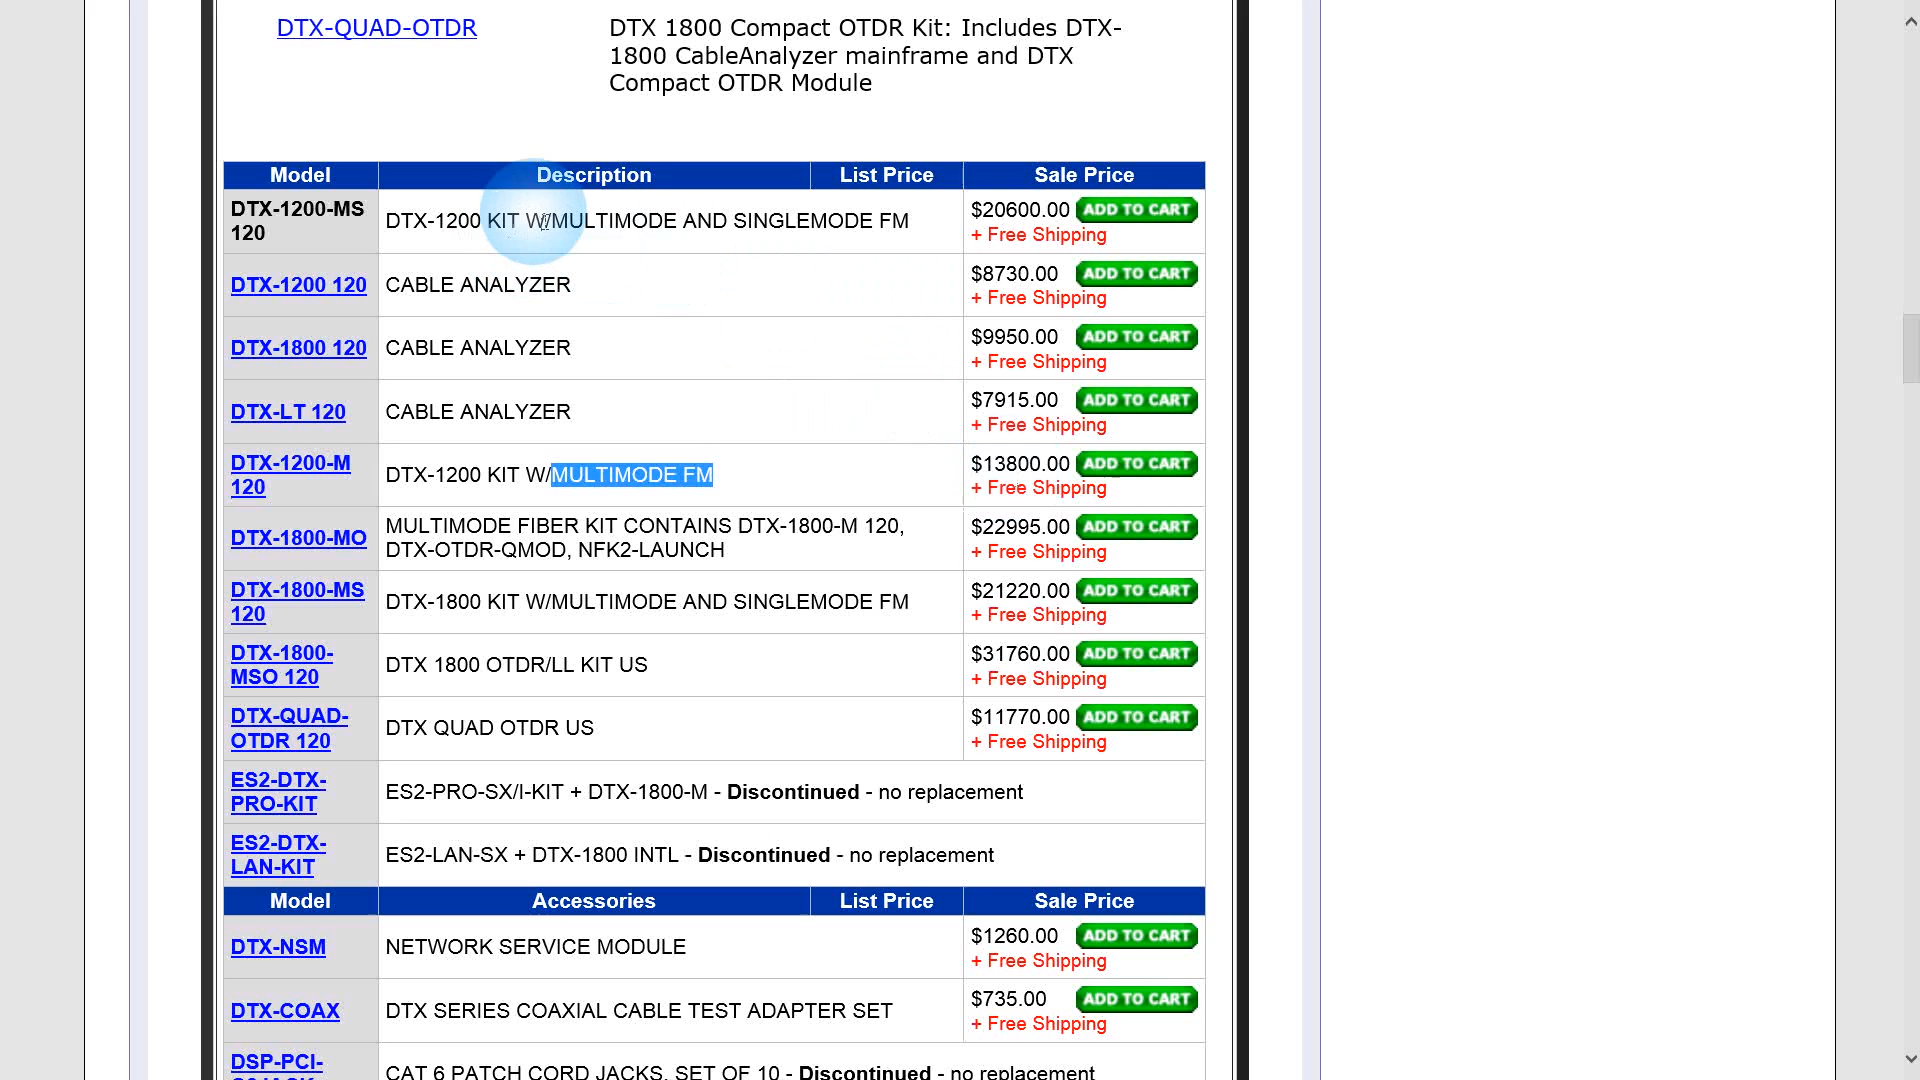 DTX-QUAD-OTDR
DTX 1800 Compact OTDR Kit: Includes DTX-
1800 CableAnalyzer mainframe and DTX
Compact OTDR Module
Model Description List Price Sale Price
DTX-1200-MS
120
DTX-1200 KIT W/MULTIMODE AND SINGLEMODE FM
$20600.00 ADD TO CART
+ Free Shipping
DTX-1200 120
CABLE ANALYZER
$8730.00 ADD TO CART
+ Free Shipping
DTX-1800 120
CABLE ANALYZER
$9950.00 ADD TO CART
+ Free Shipping
DTX-LT 120
CABLE ANALYZER
$7915.00 ADD TO CART
+ Free Shipping
DTX-1200-M
120
DTX-1200 KIT W/MULTIMODE FM
$13800.00 ADD TO CART
+ Free Shipping
DTX-1800-MO
MULTIMODE FIBER KIT CONTAINS DTX-1800-M 120,
DTX-OTDR-QMOD, NFK2-LAUNCH
$22995.00 ADD TO CART
+ Free Shipping
DTX-1800-MS
120
DTX-1800 KIT W/MULTIMODE AND SINGLEMODE FM
$21220.00 ADD TO CART
+ Free Shipping
DTX-1800-
MSO 120
DTX 1800 OTDR/LL KIT US
$31760.00 ADD TO CART
+ Free Shipping
DTX-QUAD-
OTDR 120
DTX QUAD OTDR US
$11770.00 ADD TO CART
+ Free Shipping
ES2-DTX-
PRO-KIT
ES2-PRO-SX/I-KIT + DTX-1800-M - Discontinued - no replacement
ES2-DTX-
LAN-KIT
ES2-LAN-SX + DTX-1800 INTL - Discontinued - no replacement
Model Accessories List Price Sale Price
DTX-NSM
NETWORK SERVICE MODULE
$1260.00 ADD TO CART
+ Free Shipping
DTX-COAX
DTX SERIES COAXIAL CABLE TEST ADAPTER SET
$735.00 ADD TO CART
+ Free Shipping
DSP-PCI-
CAT 6 PATCH CORD JACKS, SET OF 10 - Discontinued - no replacement